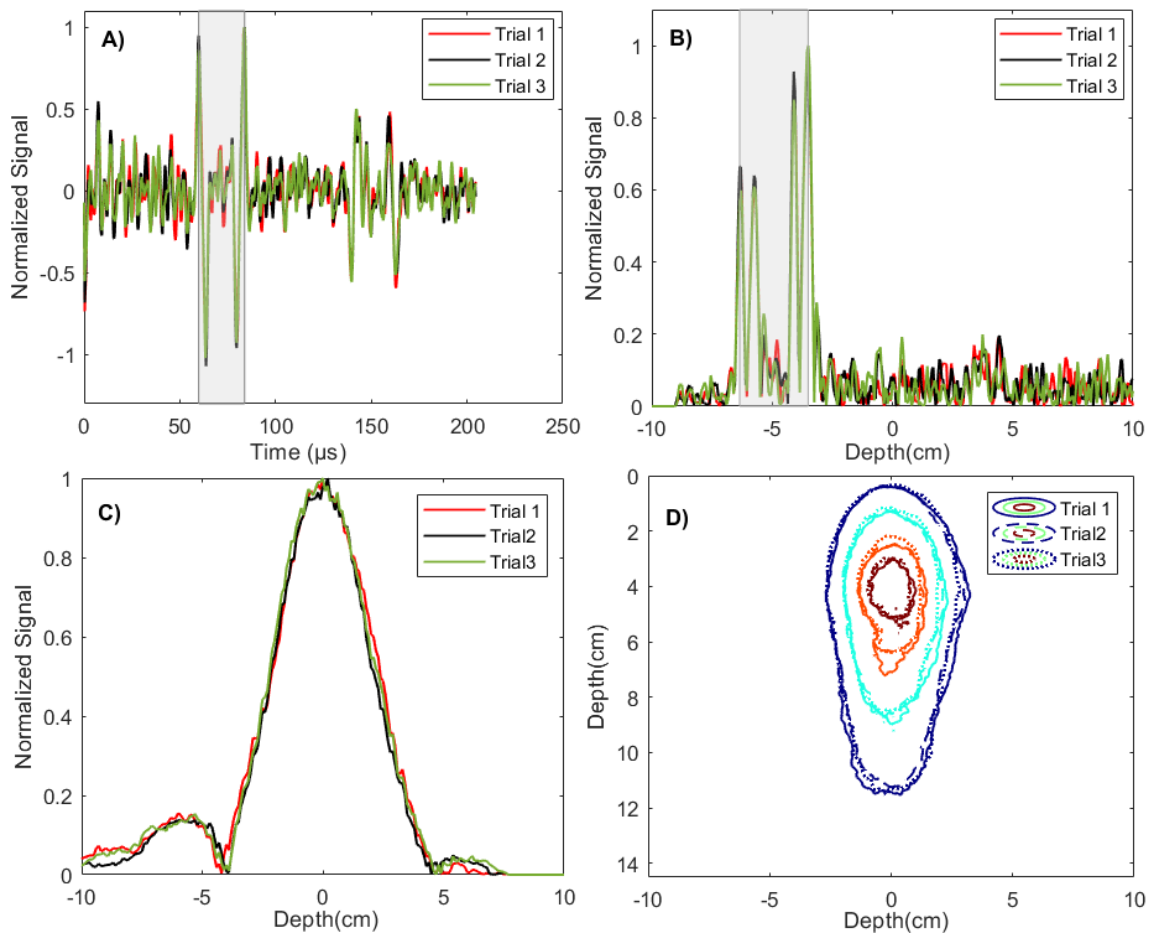 A)
Trial 1
Trial 2
Trial 3
Normalized Signal
1
0.5
0
-0.5
-1
0
50
100
150
200
250
Time (µs)
B)
Trial 1
Trial 2
Trial 3
Normalized Signal
1
0.8
0.6
0.4
0.2
0
-10
-5
0
5
10
Depth(cm)
C)
Trial 1
Trial2
Trial3
Normalized Signal
1
0.8
0.6
0.4
0.2
0
-10
-5
0
5
10
Depth(cm)
D)
Trial 1
Trial2
Trial3
Depth(cm)
0
2
4
6
8
10
12
14
-10
-5
0
5
10
Depth(cm)